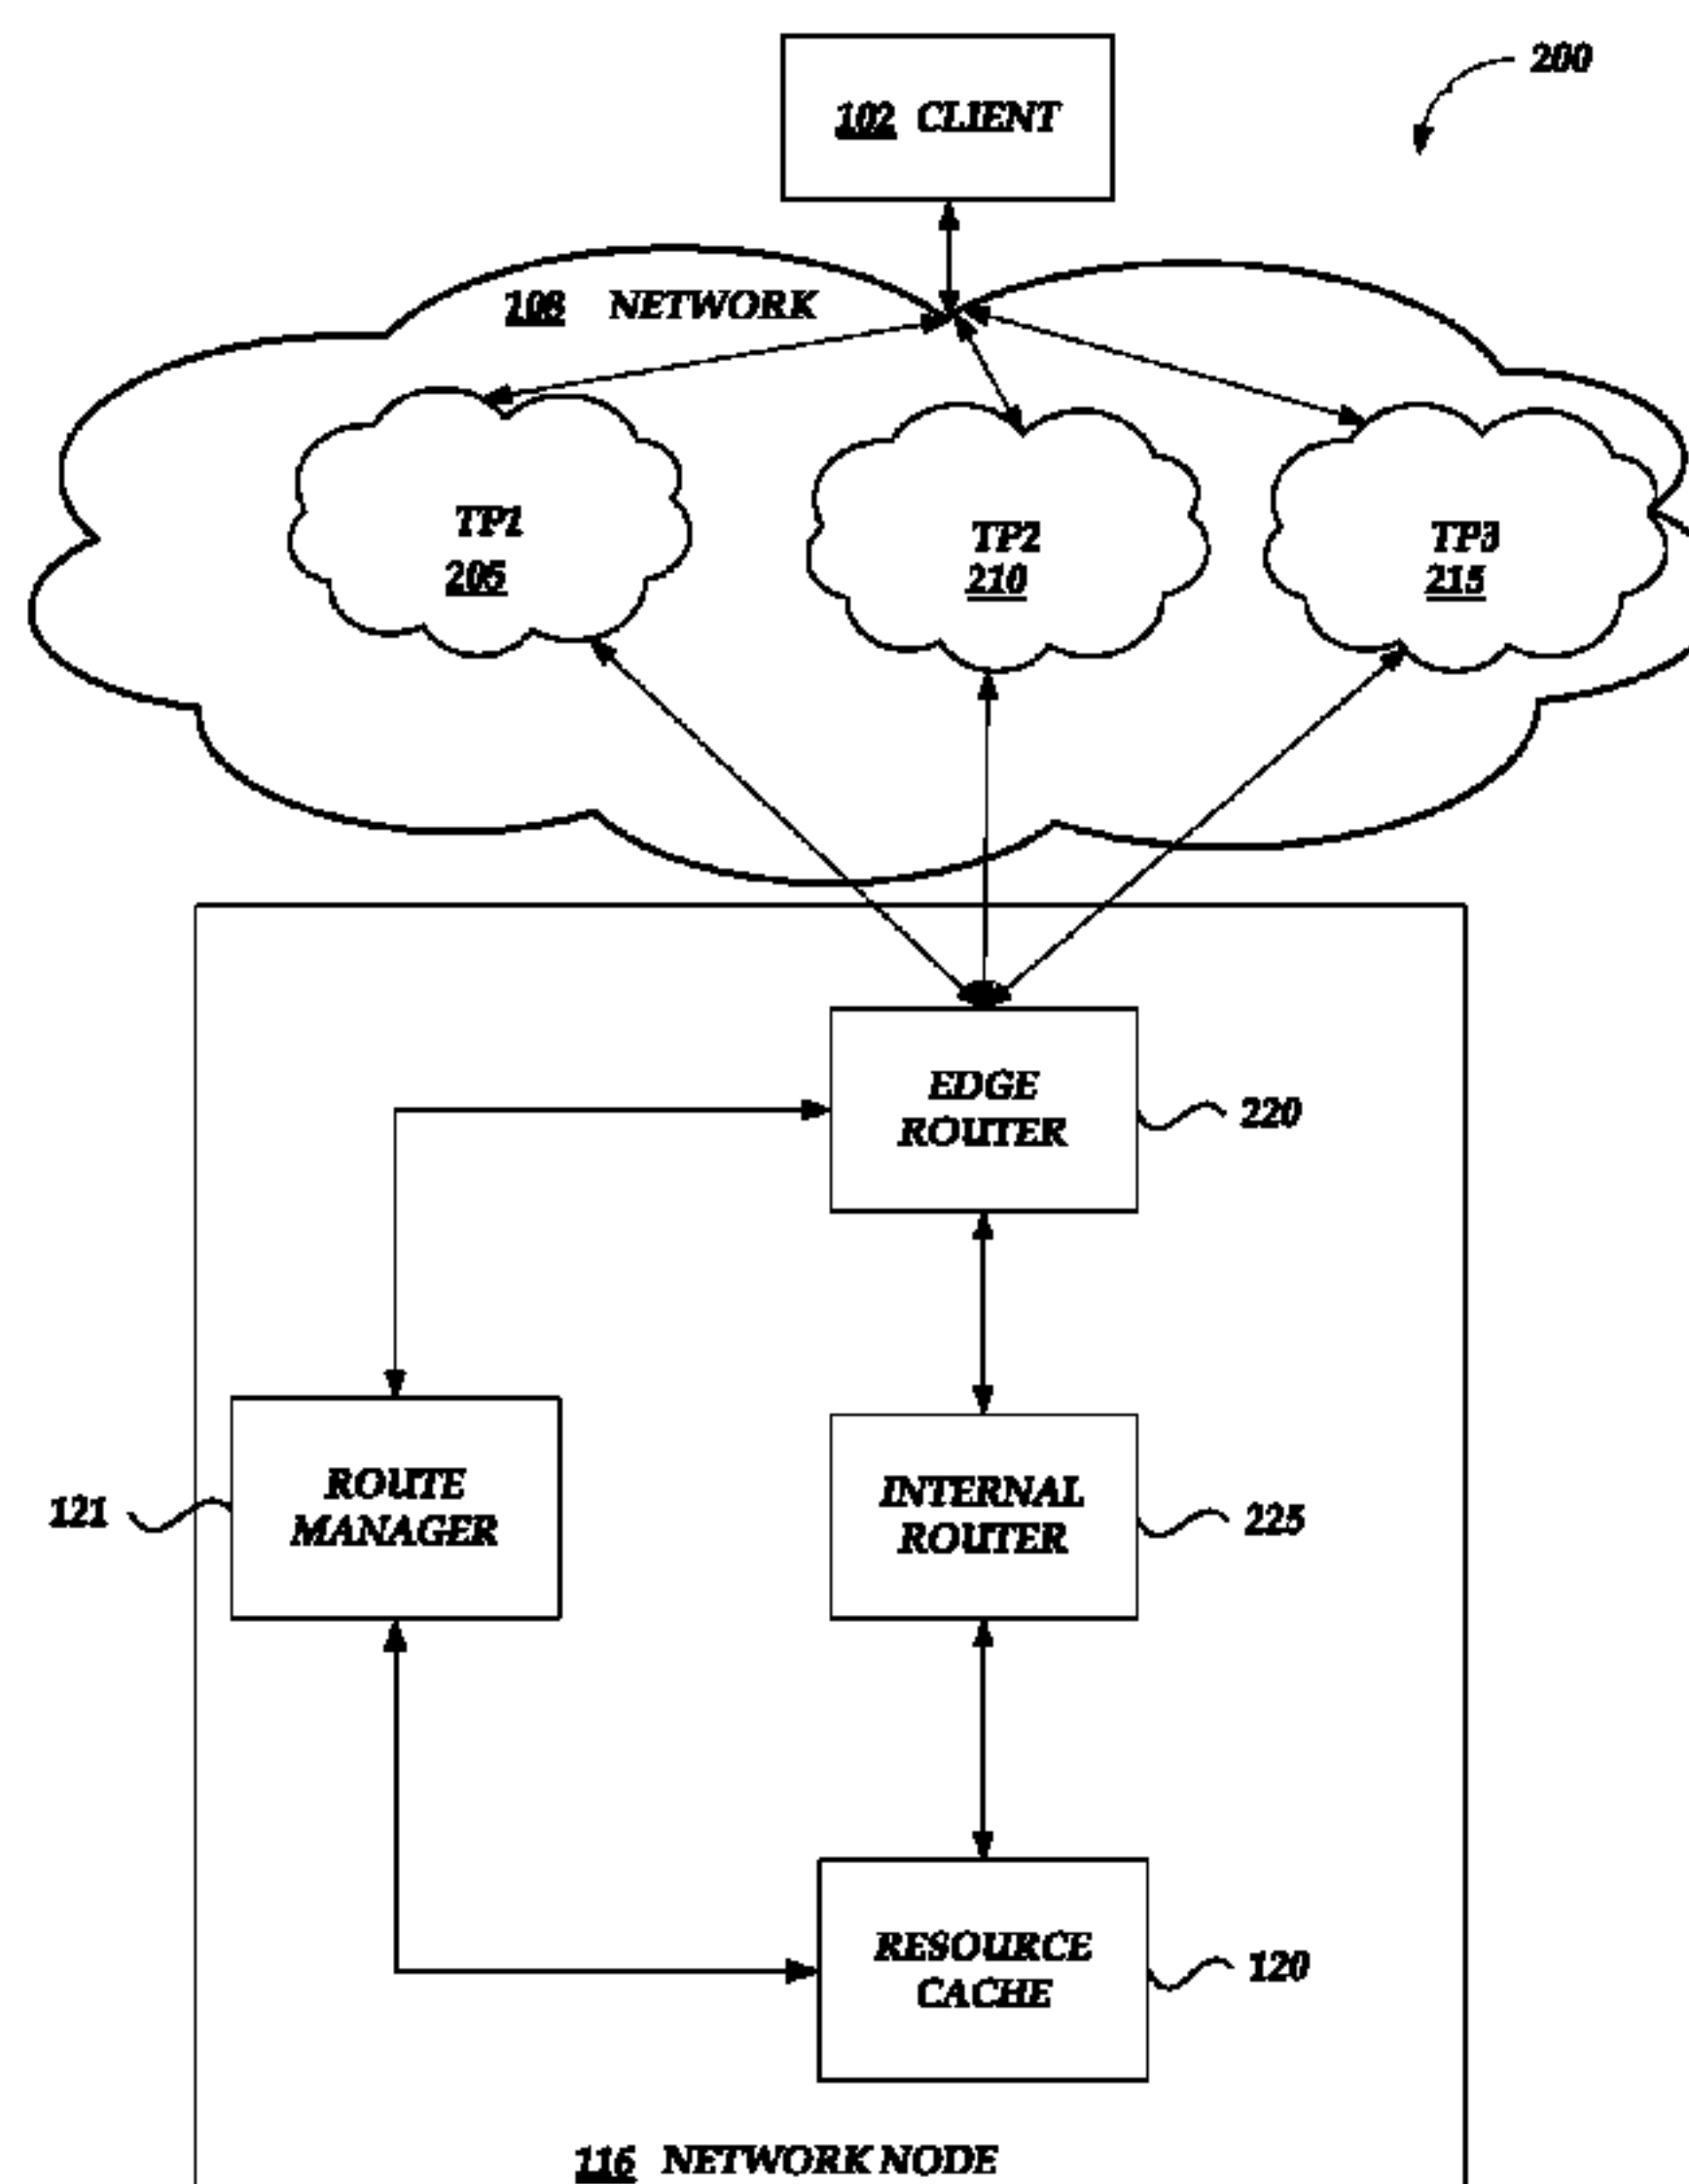 200
102 CLIENT
108 NETWORK
TP1
205
TP2
210
TP3
215
EDGE
ROUTER
220
ROUTE
MANAGER
121
INTERNAL
ROUTER
225
RESOURCE
CACHE
120
116 NETWORK NODE